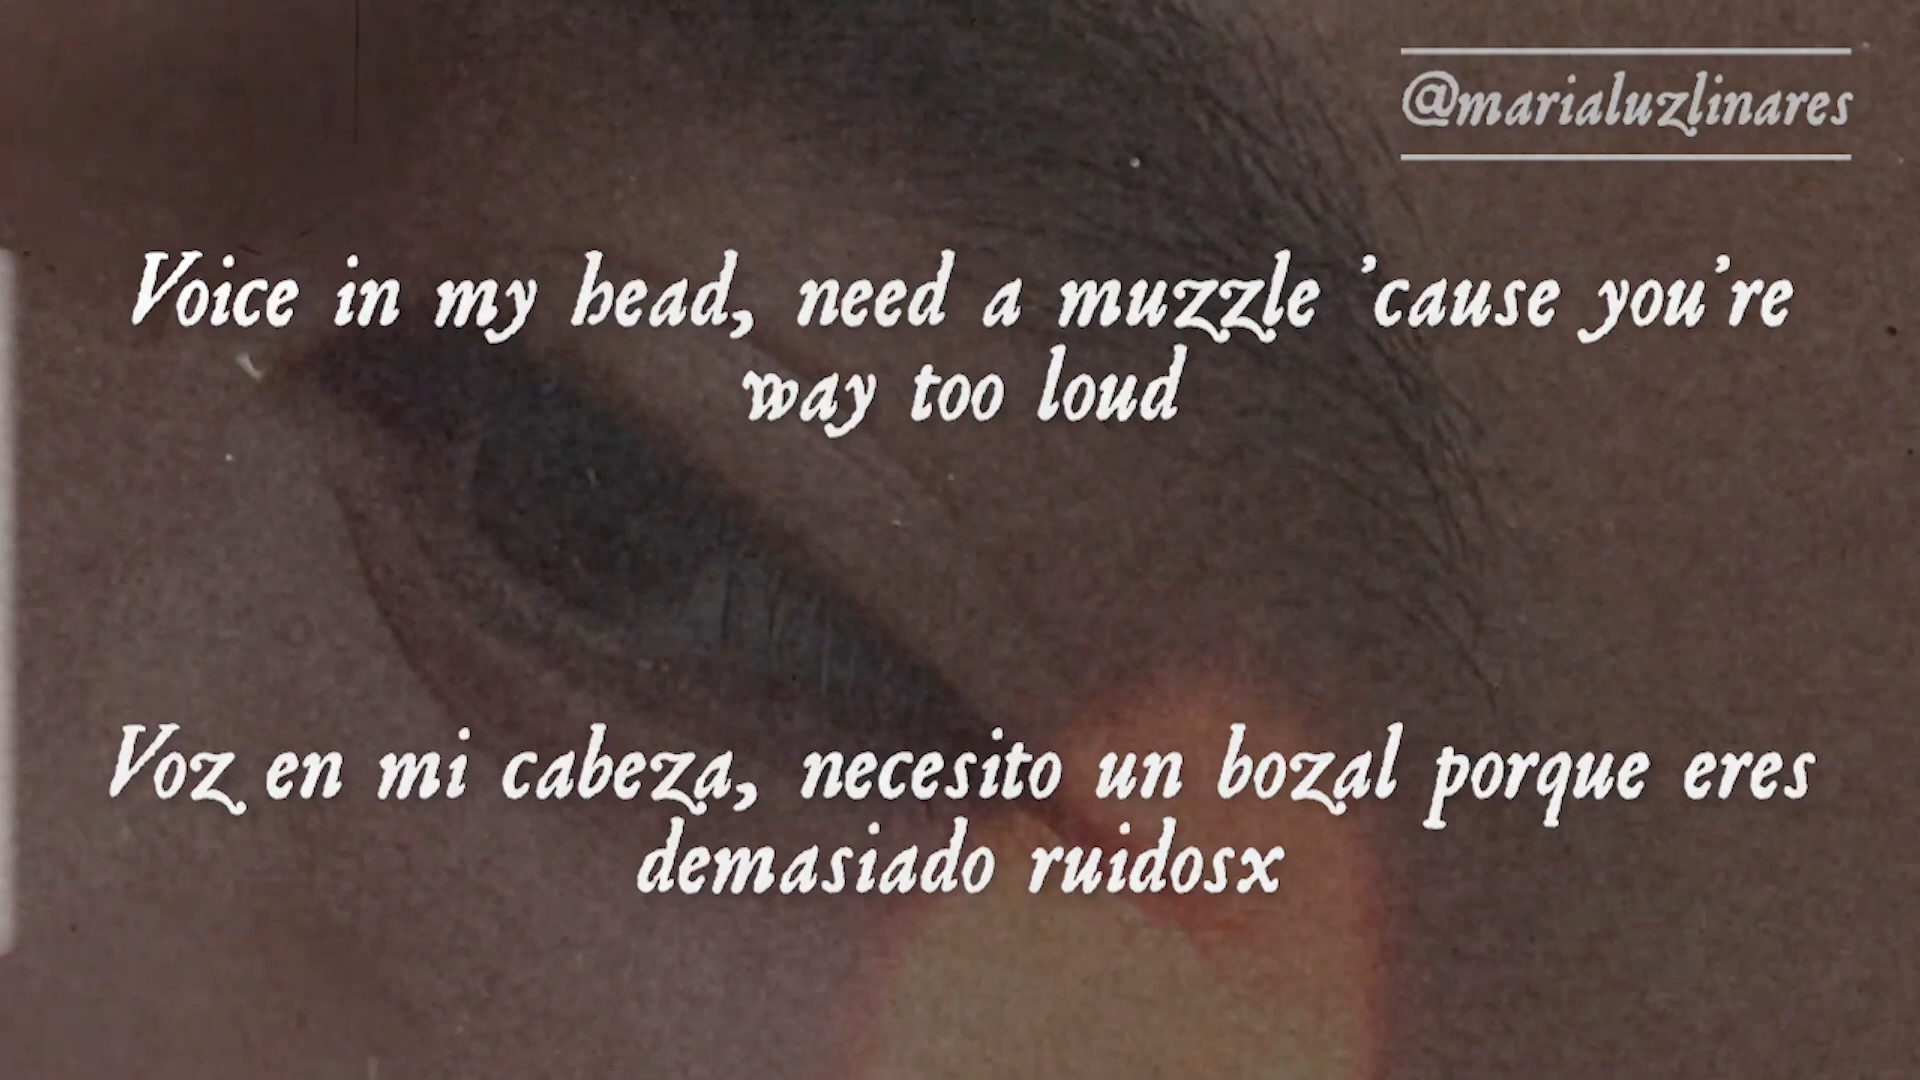 @marialuzlinares
Voice in my head, need a muzzle 'cause you're
way too loud
Voz en mi cabeza, necesito un bozal porque eres
demasiado ruidosx